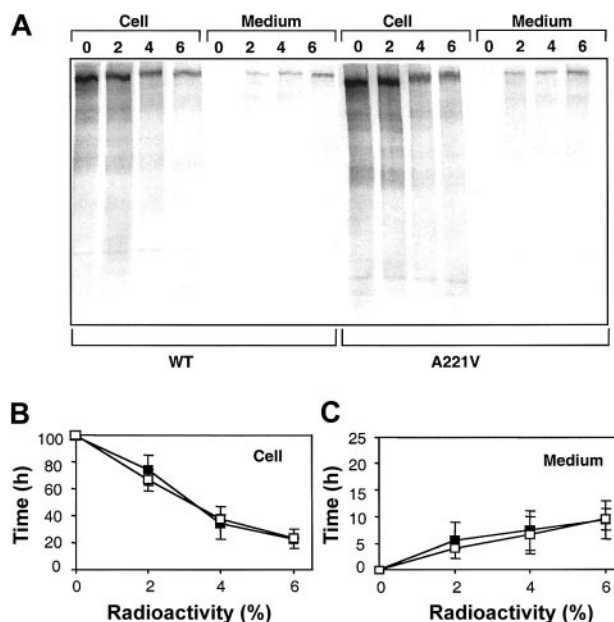 A
Cell Medium Cell Medium
0 2 4 6 0 2 4 6 0 2 4 6 0 2 4 6
WT A221V
B
100
80
60
40
20
0
Time (h)
Cell
0 2 4 6
Radioactivity (%)
C
25
20
15
10
5
0
Time (h)
Medium
0 2 4 6
Radioactivity (%)